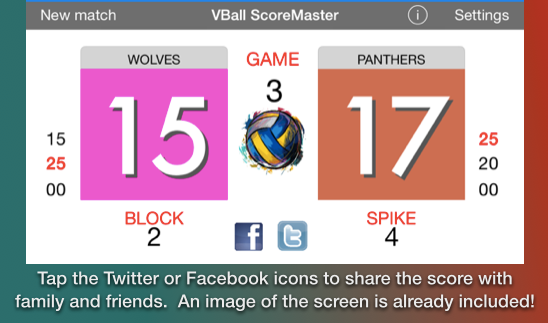 New match VBall ScoreMaster i Settings
WOLVES GAME PANTHERS
15 3 17
15 25
25 20
00 00
BLOCK SPIKE
2 f t 4
Tap the Twitter or Facebook icons to share the score with
family and friends. An image of the screen is already included!